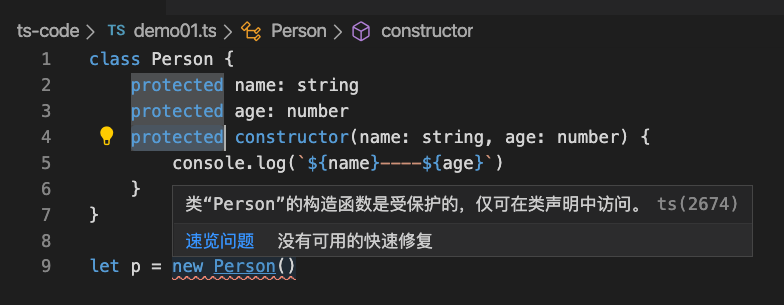 ts-code > TS demo01.ts > Person > constructor
1 class Person {
2 protected name: string
3 protected age: number
4 protected constructor(name: string, age: number) {
5 console.log(`${name}----${age}`)
6 }
7 }
8
9 let p = new Person()
类“Person”的构造函数是受保护的，仅可在类声明中访问。 ts(2674)
速览问题 没有可用的快速修复